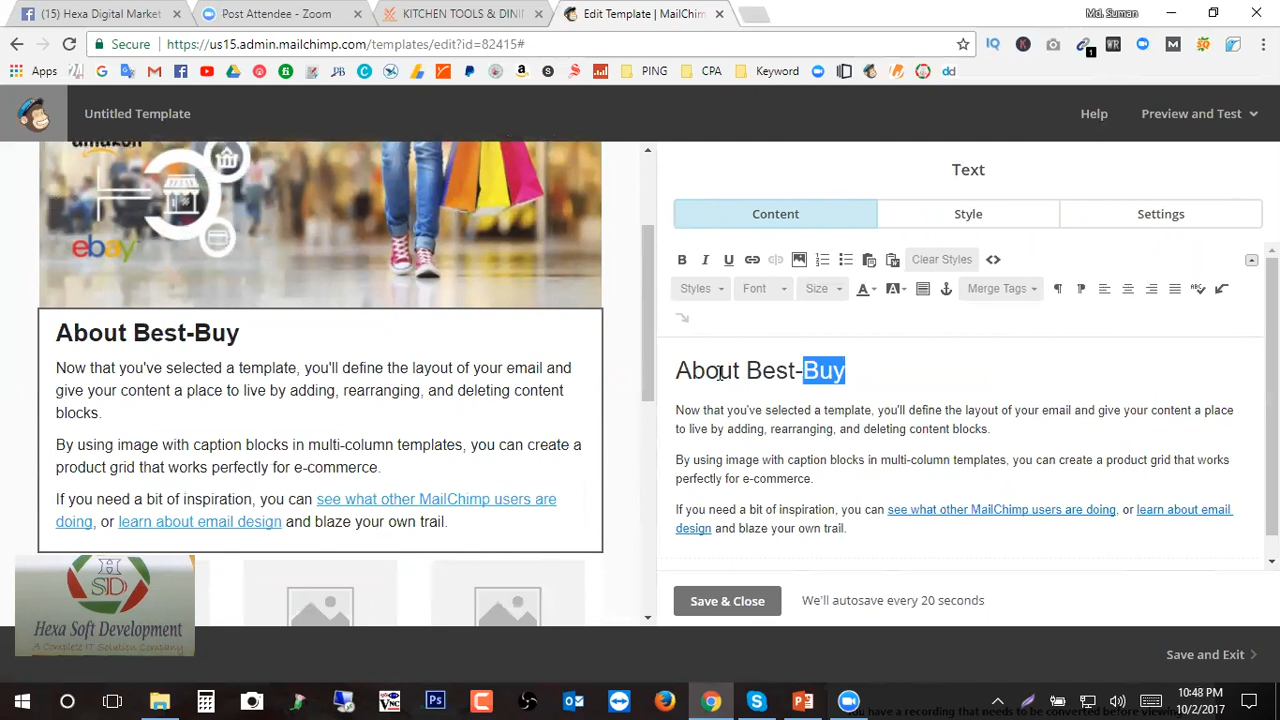 (15) Hexa Digital Market
Post Attendee - Zoom
KITCHEN TOOLS & DINI
Edit Template | MailChim
Md. Suman
Secure
https://us15.admin.mailchimp.com/templates/edit?id=82415#
Apps
PING
CPA
Keyword
Untitled Template
Help
Preview and Test
amazon
ebay
About Best-Buy
Now that you've selected a template, you'll define the layout of your email and
give your content a place to live by adding, rearranging, and deleting content
blocks.
By using image with caption blocks in multi-column templates, you can create a
product grid that works perfectly for e-commerce.
If you need a bit of inspiration, you can see what other MailChimp users are
doing, or learn about email design and blaze your own trail.
HSD
Hexa Soft Development
A Complete IT Solution Company
Text
Content
Style
Settings
B I U
Clear Styles
Styles
Font
Size
A
A
Merge Tags
About Best-Buy
Now that you've selected a template, you'll define the layout of your email and give your content a place
to live by adding, rearranging, and deleting content blocks.
By using image with caption blocks in multi-column templates, you can create a product grid that works
perfectly for e-commerce.
If you need a bit of inspiration, you can see what other MailChimp users are doing, or learn about email
design and blaze your own trail.
Save & Close
We'll autosave every 20 seconds
Save and Exit
10:48 PM
10/2/2017
You have a recording that needs to be converted before viewing